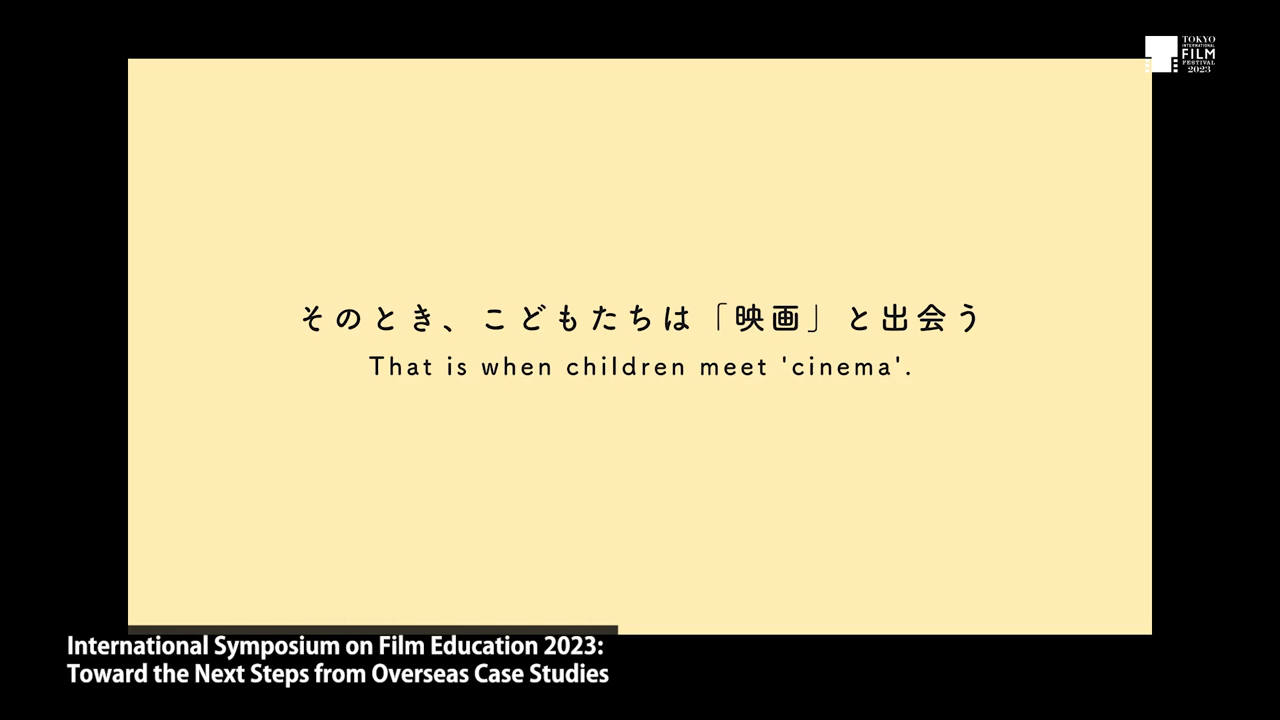 TOKYO
INTERNATIONAL
FILM
FESTIVAL
2023
そのとき、こどもたちは「映画」と出会う
That is when children meet 'cinema'.
International Symposium on Film Education 2023:
Toward the Next Steps from Overseas Case Studies